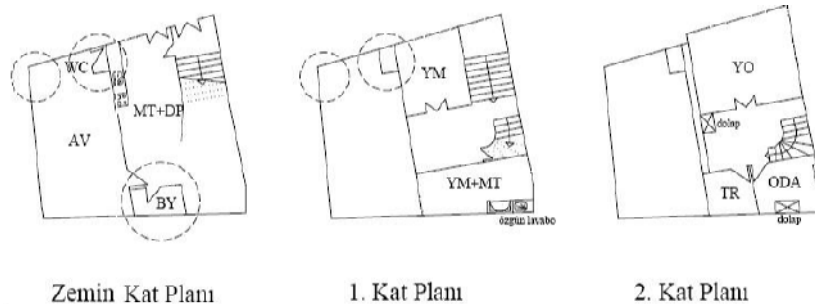 WC
MT+DP
AV
BY
Zemin Kat Planı
YM
YM+MT
özgün lavabo
1. Kat Planı
YO
dolap
TR
ODA
dolap
2. Kat Planı